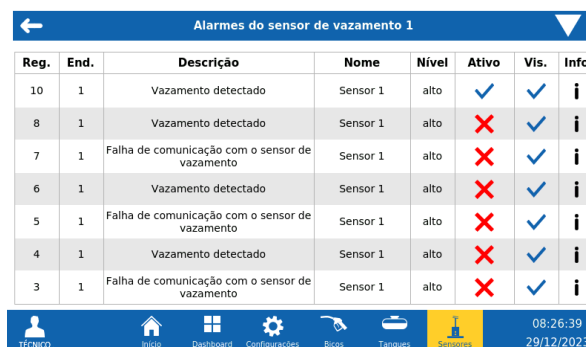 Alarmes do sensor de vazamento 1
Reg. End. Descrição Nome Nível Ativo Vis. Info
10 1 Vazamento detectado Sensor 1 alto
8 1 Vazamento detectado Sensor 1 alto
7 1 Falha de comunicação com o sensor de
vazamento Sensor 1 alto
6 1 Vazamento detectado Sensor 1 alto
5 1 Falha de comunicação com o sensor de
vazamento Sensor 1 alto
4 1 Vazamento detectado Sensor 1 alto
3 1 Falha de comunicação com o sensor de
vazamento Sensor 1 alto
TÉCNICO Início Dashboard Configurações Bicos Tanques Sensores
08:26:39
29/12/202